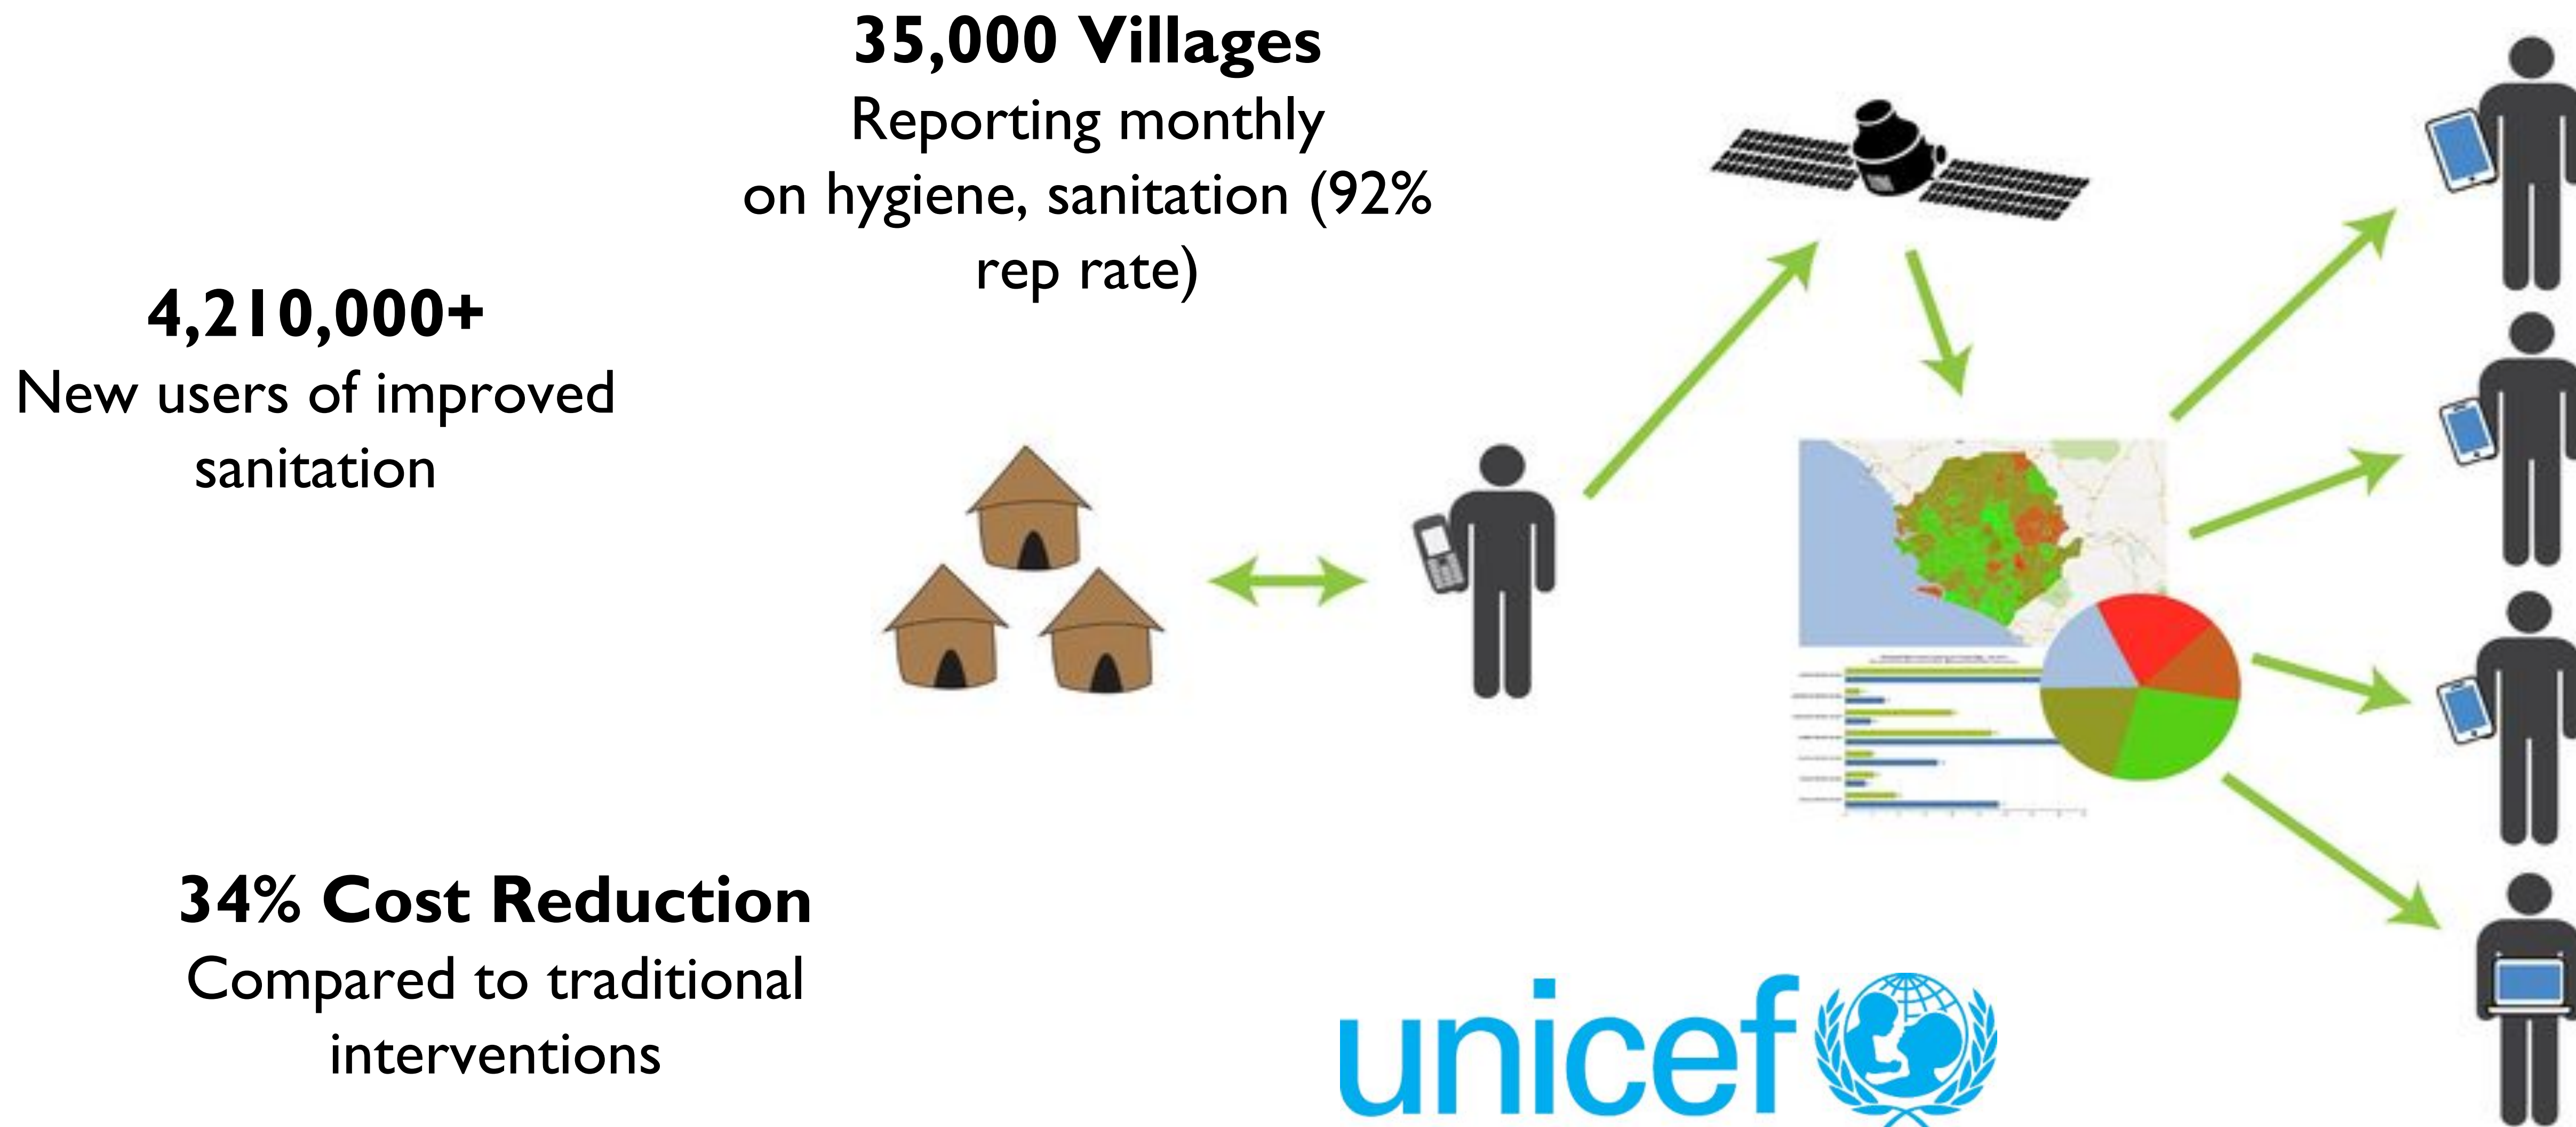 35,000 Villages
Reporting monthly
on hygiene, sanitation (92%
rep rate)
4,210,000+
New users of improved
sanitation
34% Cost Reduction
Compared to traditional
interventions
unicef